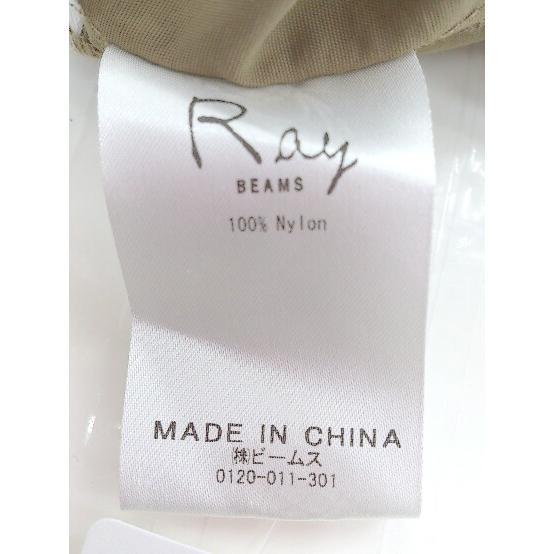 Ray
BEAMS
100% Nylon
MADE IN CHINA
㈱ビームス
0120-011-301